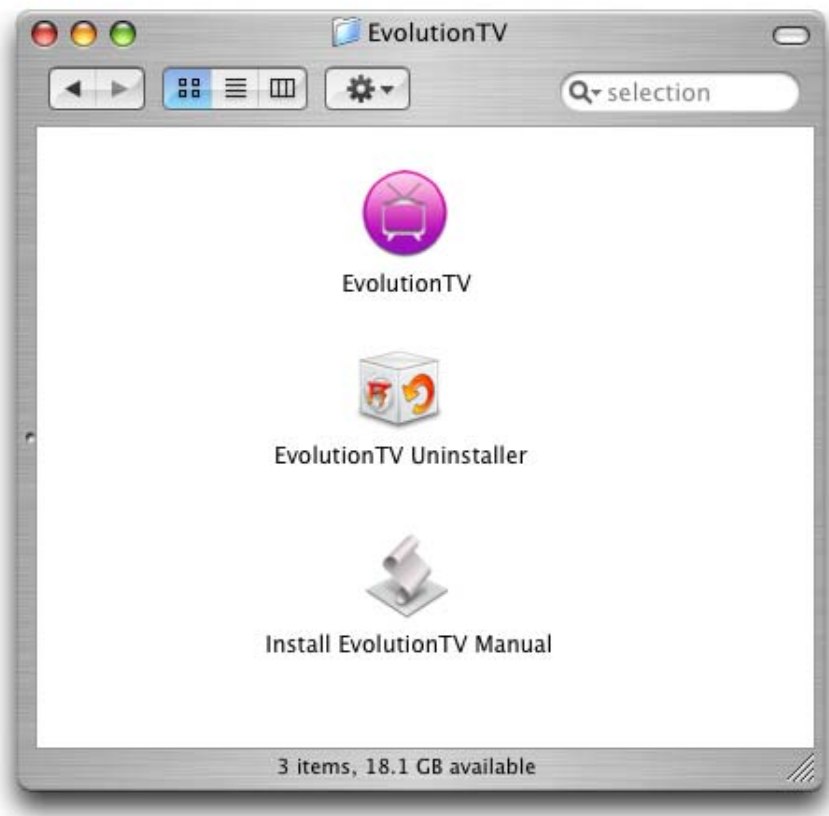 EvolutionTV
selection
EvolutionTV
EvolutionTV Uninstaller
Install EvolutionTV Manual
3 items, 18.1 GB available